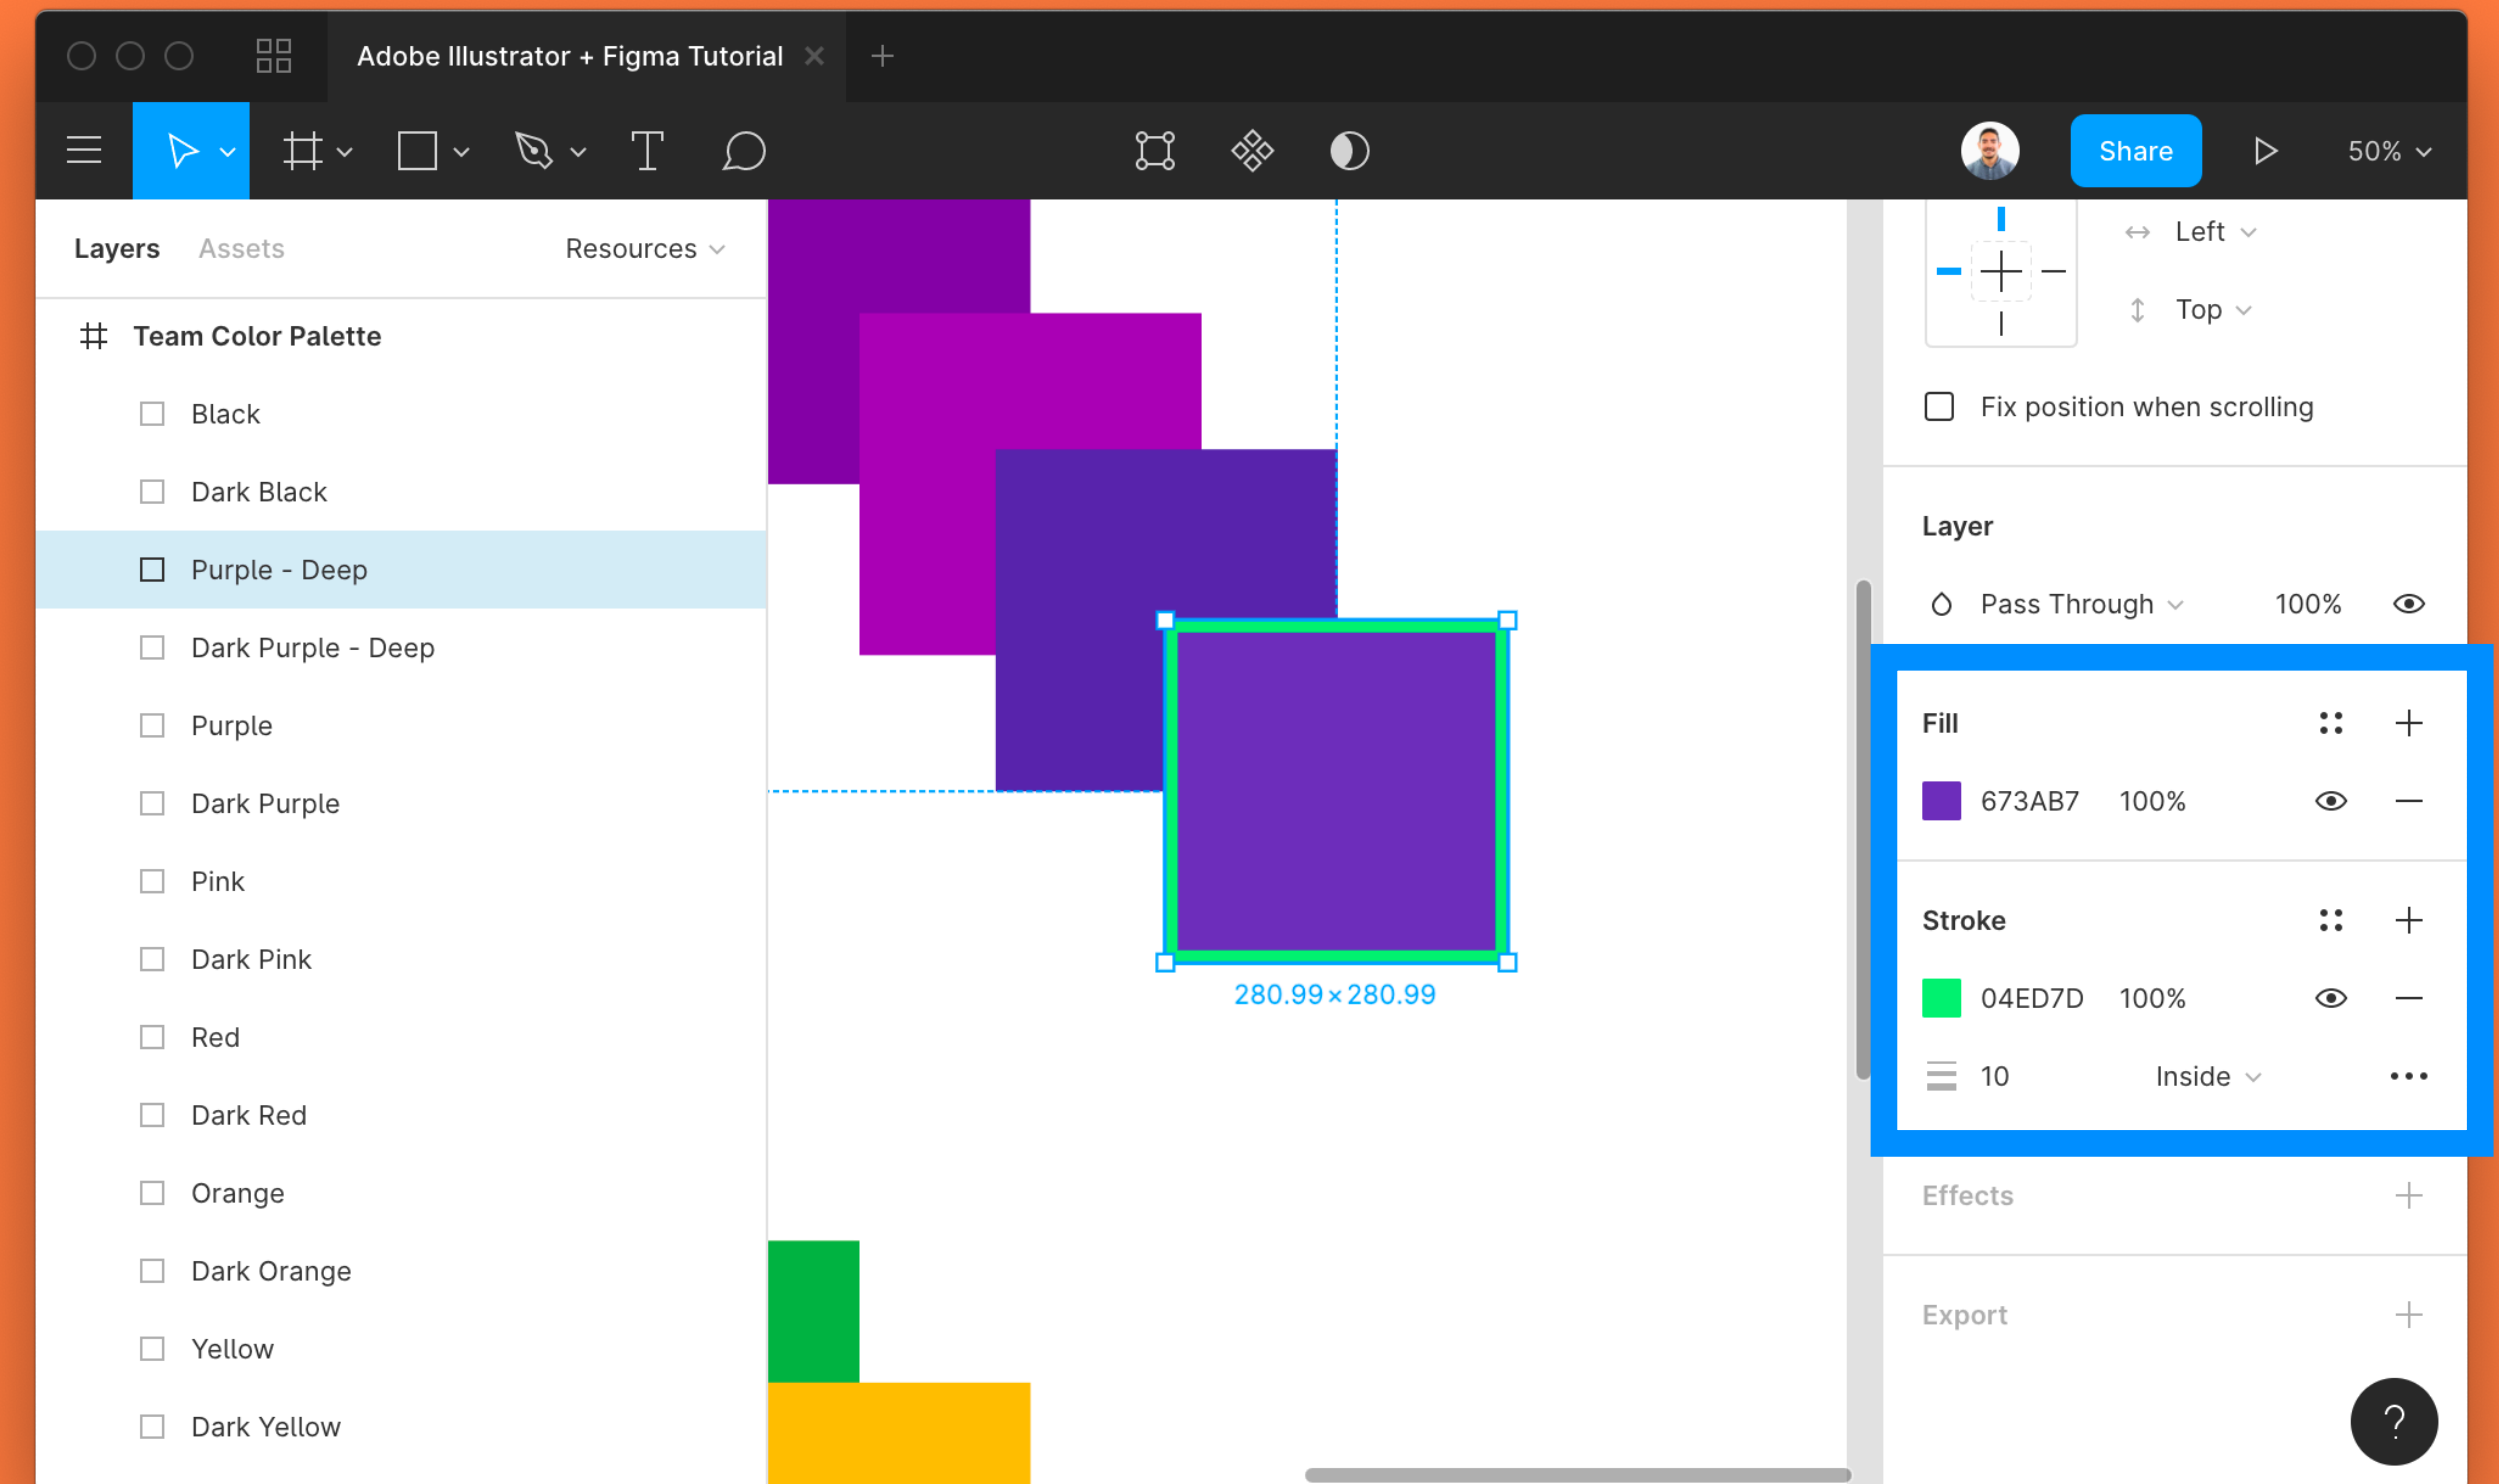 Adobe Illustrator + Figma Tutorial
Share
50%
Layers
Assets
Resources
Team Color Palette
Black
Dark Black
Purple - Deep
Dark Purple - Deep
Purple
Dark Purple
Pink
Dark Pink
Red
Dark Red
Orange
Dark Orange
Yellow
Dark Yellow
280.99 × 280.99
Left
Top
Fix position when scrolling
Layer
Pass Through 100%
Fill
673AB7 100%
Stroke
04ED7D 100%
10 Inside
Effects
Export
?